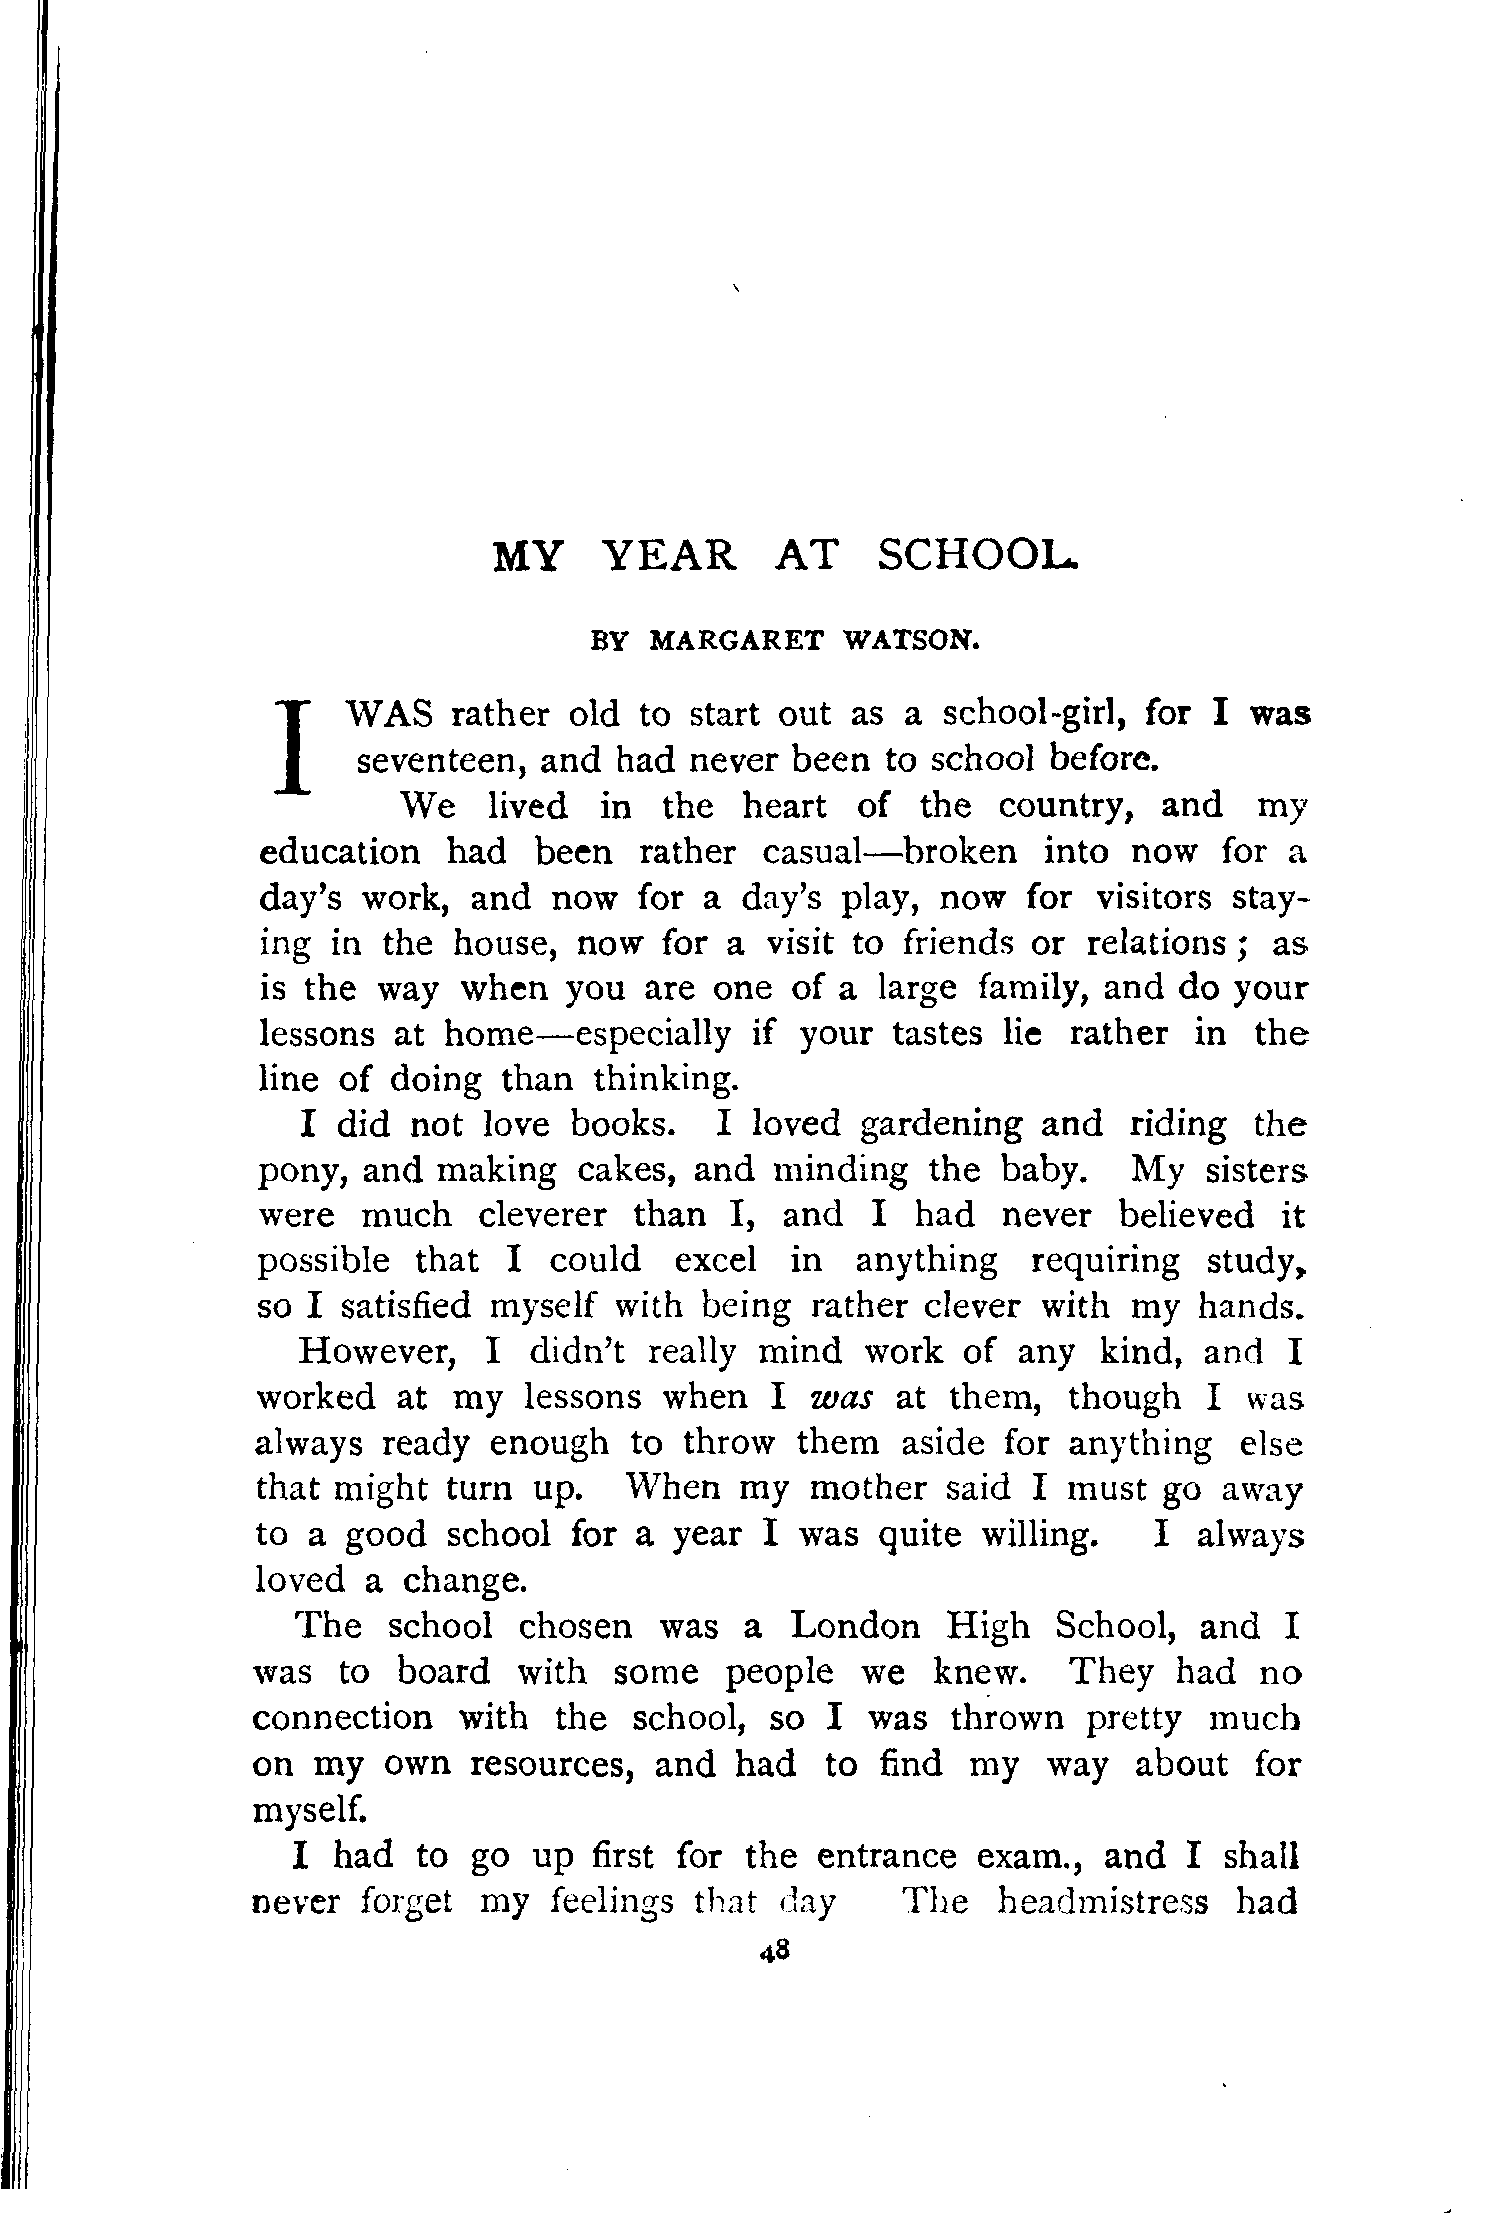 MY YEAR AT SCHOOL.
BY MARGARET WATSON.
I WAS rather old to start out as a school-girl, for I was
seventeen, and had never been to school before.
We lived in the heart of the country, and my
education had been rather casual—broken into now for a
day's work, and now for a day's play, now for visitors stay-
ing in the house, now for a visit to friends or relations; as
is the way when you are one of a large family, and do your
lessons at home—especially if your tastes lie rather in the
line of doing than thinking.
I did not love books. I loved gardening and riding the
pony, and making cakes, and minding the baby. My sisters
were much cleverer than I, and I had never believed it
possible that I could excel in anything requiring study,
so I satisfied myself with being rather clever with my hands.
However, I didn't really mind work of any kind, and I
worked at my lessons when I was at them, though I was
always ready enough to throw them aside for anything else
that might turn up. When my mother said I must go away
to a good school for a year I was quite willing. I always
loved a change.
The school chosen was a London High School, and I
was to board with some people we knew. They had no
connection with the school, so I was thrown pretty much
on my own resources, and had to find my way about for
myself.
I had to go up first for the entrance exam., and I shall
never forget my feelings that day The headmistress had
48